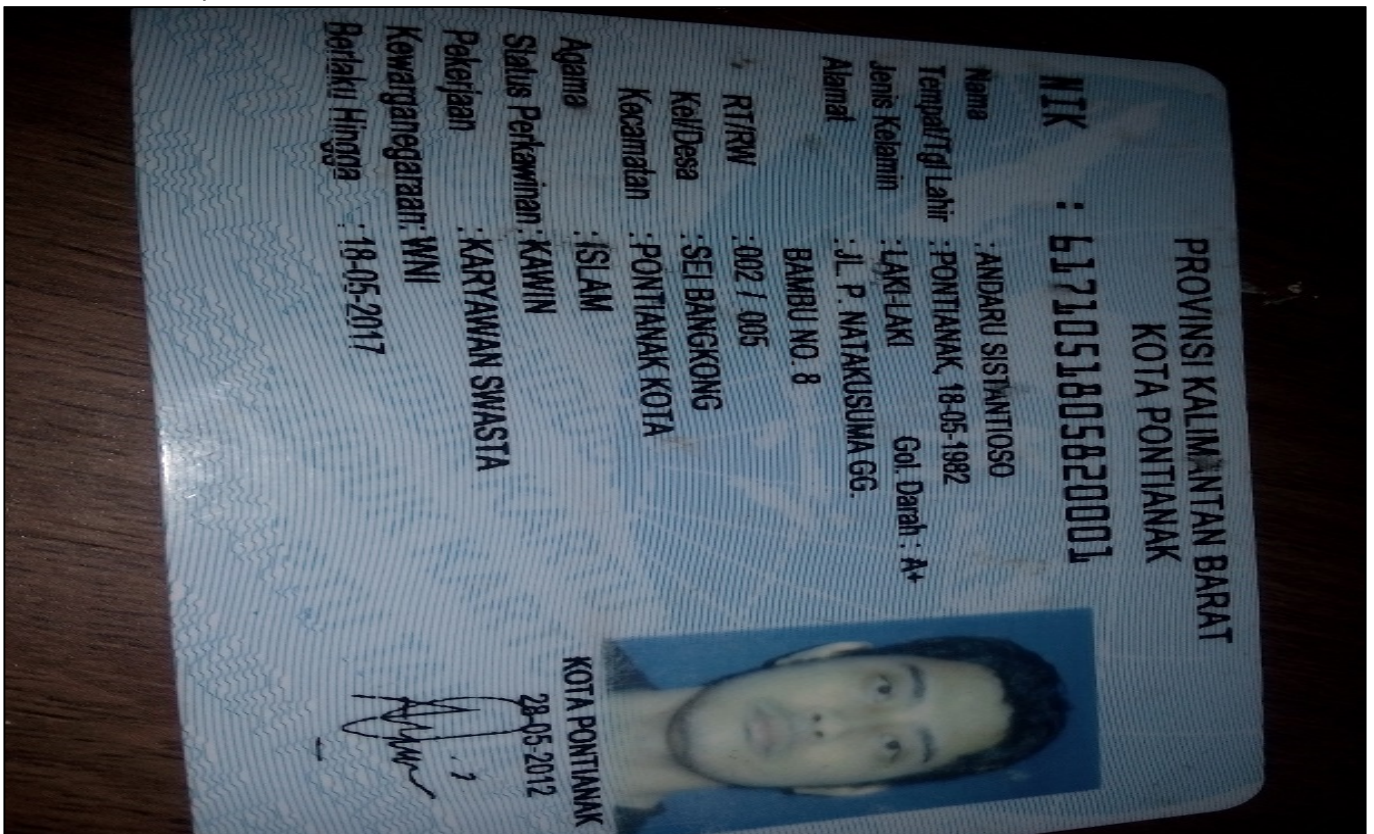 PROVINSI KALIMANTAN BARAT
KOTA PONTIANAK
NIK : 6171051805820001
Nama : ANDARU SISTANTIOSO
Tempat/Tgl Lahir : PONTIANAK, 18-05-1982
Jenis Kelamin : LAKI-LAKI Gol. Darah : A+
Alamat : JL. P. NATAKUSUMA GG.
BAMBU NO. 8
RT/RW : 002 / 005
Kel/Desa : SEI BANGKONG
Kecamatan : PONTIANAK KOTA
Agama : ISLAM
Status Perkawinan : KAWIN
Pekerjaan : KARYAWAN SWASTA
Kewarganegaraan: WNI
Berlaku Hingga : 18-05-2017
KOTA PONTIANAK
28-05-2012